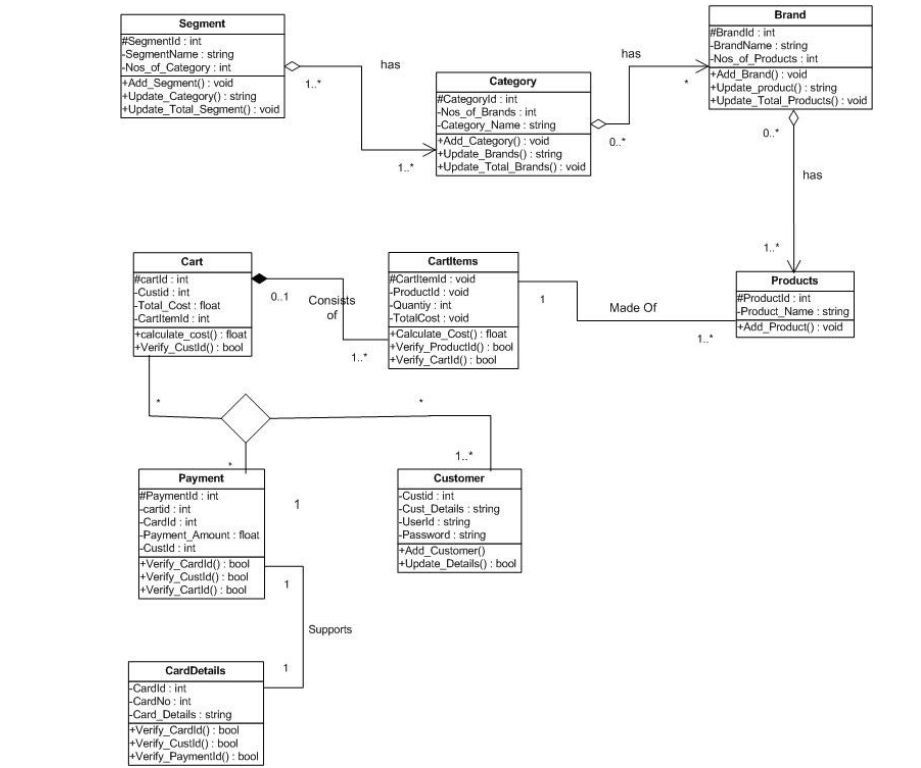 Segment
#SegmentId : int
-SegmentName : string
-Nos_of_Category : int
+Add_Segment() : void
+Update_Category() : string
+Update_Total_Segment() : void
1..*
has
1..*
Category
#CategoryId : int
-Nos_of_Brands : int
-Category_Name : string
+Add_Category() : void
+Update_Brands() : string
+Update_Total_Brands() : void
0..*
has
*
Brand
#BrandId : int
-BrandName : string
-Nos_of_Products : int
+Add_Brand() : void
+Update_product() : string
+Update_Total_Products() : void
0..*
has
1..*
Products
#ProductId : int
-Product_Name : string
+Add_Product() : void
Cart
#cartId : int
-Custid : int
-Total_Cost : float
-CartItemId : int
+calculate_cost() : float
+Verify_CustId() : bool
0..1
Consists
of
1..*
CartItems
#CartItemId : void
-ProductId : void
-Quantiy : int
-TotalCost : void
+Calculate_Cost() : float
+Verify_ProductId() : bool
+Verify_CartId() : bool
1
Made Of
1..*
*
*
*
1..*
Payment
#PaymentId : int
-cartid : int
-CardId : int
-Payment_Amount : float
-CustId : int
+Verify_CardId() : bool
+Verify_CustId() : bool
+Verify_CartId() : bool
1
Customer
-Custid : int
-Cust_Details : string
-UserId : string
-Password : string
+Add_Customer()
+Update_Details() : bool
1
Supports
1
CardDetails
-CardId : int
-CardNo : int
-Card_Details : string
+Verify_CardId() : bool
+Verify_CustId() : bool
+Verify_PaymentId() : bool